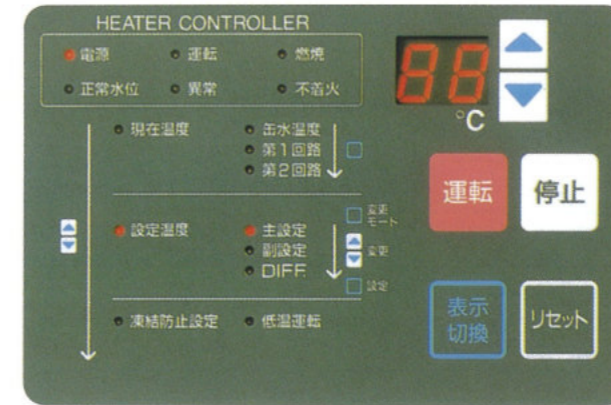 HEATER CONTROLLER
電源 運転 燃焼
正常水位 異常 不着火
88
°C
現在温度 缶水温度
第1回路
第2回路
運転 停止
変更
モート
設定温度 主設定
副設定 変更
DIFF.
設定
凍結防止設定 低温運転
表示
切換
リセット